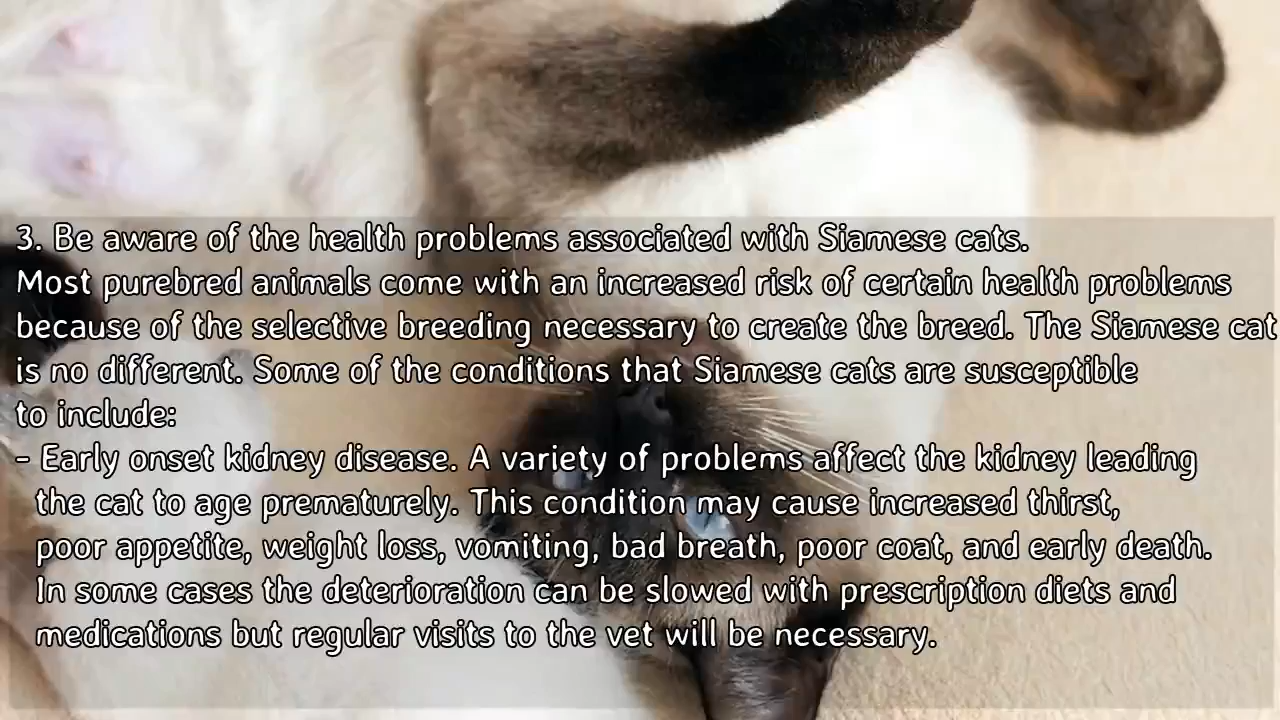 3. Be aware of the health problems associated with Siamese cats.
Most purebred animals come with an increased risk of certain health problems
because of the selective breeding necessary to create the breed. The Siamese cat
is no different. Some of the conditions that Siamese cats are susceptible
to include:
- Early onset kidney disease. A variety of problems affect the kidney leading
the cat to age prematurely. This condition may cause increased thirst,
poor appetite, weight loss, vomiting, bad breath, poor coat, and early death.
In some cases the deterioration can be slowed with prescription diets and
medications but regular visits to the vet will be necessary.